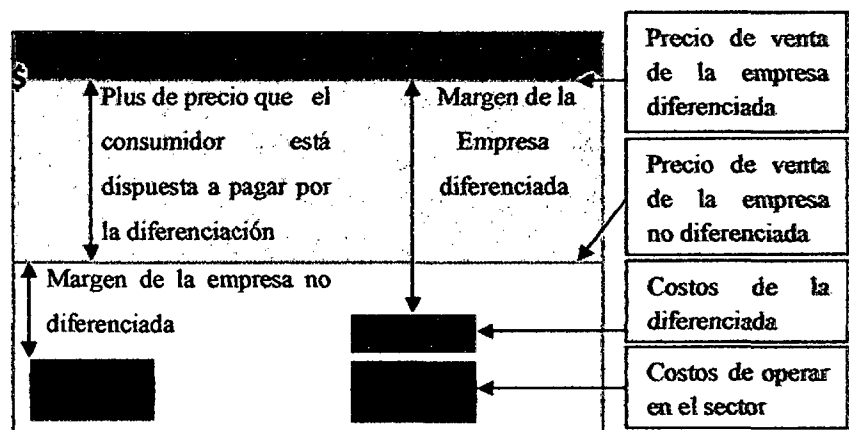 $
Plus de precio que el
consumidor está
dispuesta a pagar por
la diferenciación
Margen de la
Empresa
diferenciada
Margen de la empresa no
diferenciada
Precio de venta
de la empresa
diferenciada
Precio de venta
de la empresa
no diferenciada
Costos de la
diferenciada
Costos de operar
en el sector